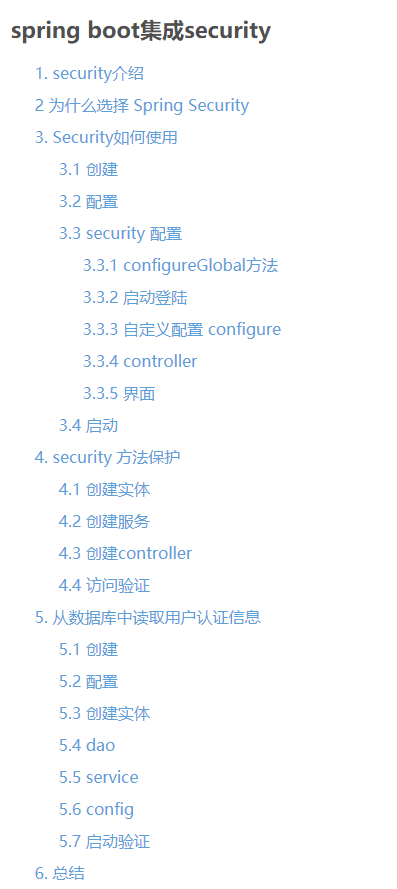 spring boot集成security
1. security介绍
2 为什么选择 Spring Security
3. Security如何使用
3.1 创建
3.2 配置
3.3 security 配置
3.3.1 configureGlobal方法
3.3.2 启动登陆
3.3.3 自定义配置 configure
3.3.4 controller
3.3.5 界面
3.4 启动
4. security 方法保护
4.1 创建实体
4.2 创建服务
4.3 创建controller
4.4 访问验证
5. 从数据库中读取用户认证信息
5.1 创建
5.2 配置
5.3 创建实体
5.4 dao
5.5 service
5.6 config
5.7 启动验证
6. 总结